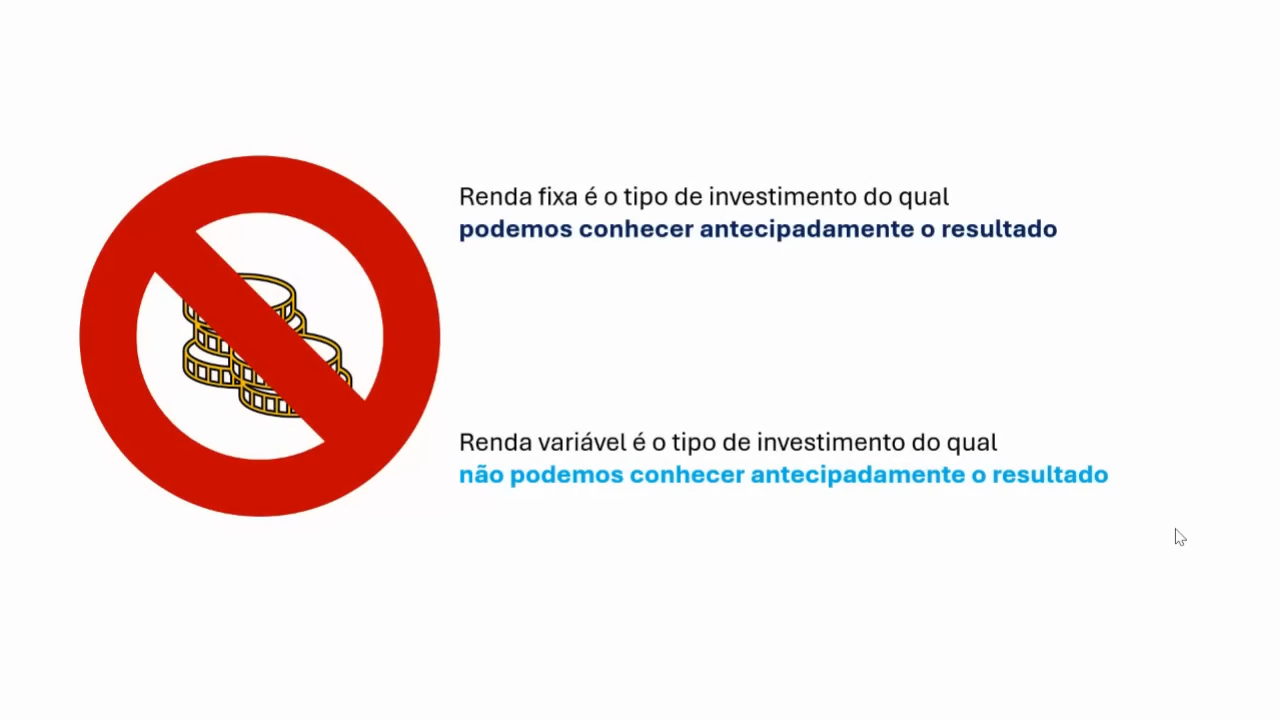 Renda fixa é o tipo de investimento do qual
podemos conhecer antecipadamente o resultado
Renda variável é o tipo de investimento do qual
não podemos conhecer antecipadamente o resultado